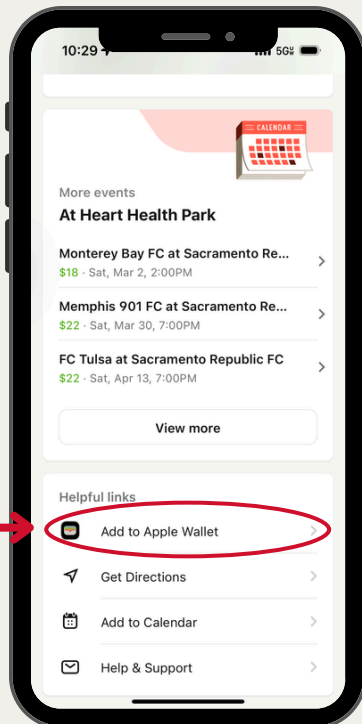 10:29
5G
CALENDAR
More events
At Heart Health Park
Monterey Bay FC at Sacramento Re...
$18 · Sat, Mar 2, 2:00PM
Memphis 901 FC at Sacramento Re...
$22 · Sat, Mar 30, 7:00PM
FC Tulsa at Sacramento Republic FC
$22 · Sat, Apr 13, 7:00PM
View more
Helpful links
Add to Apple Wallet
Get Directions
Add to Calendar
Help & Support